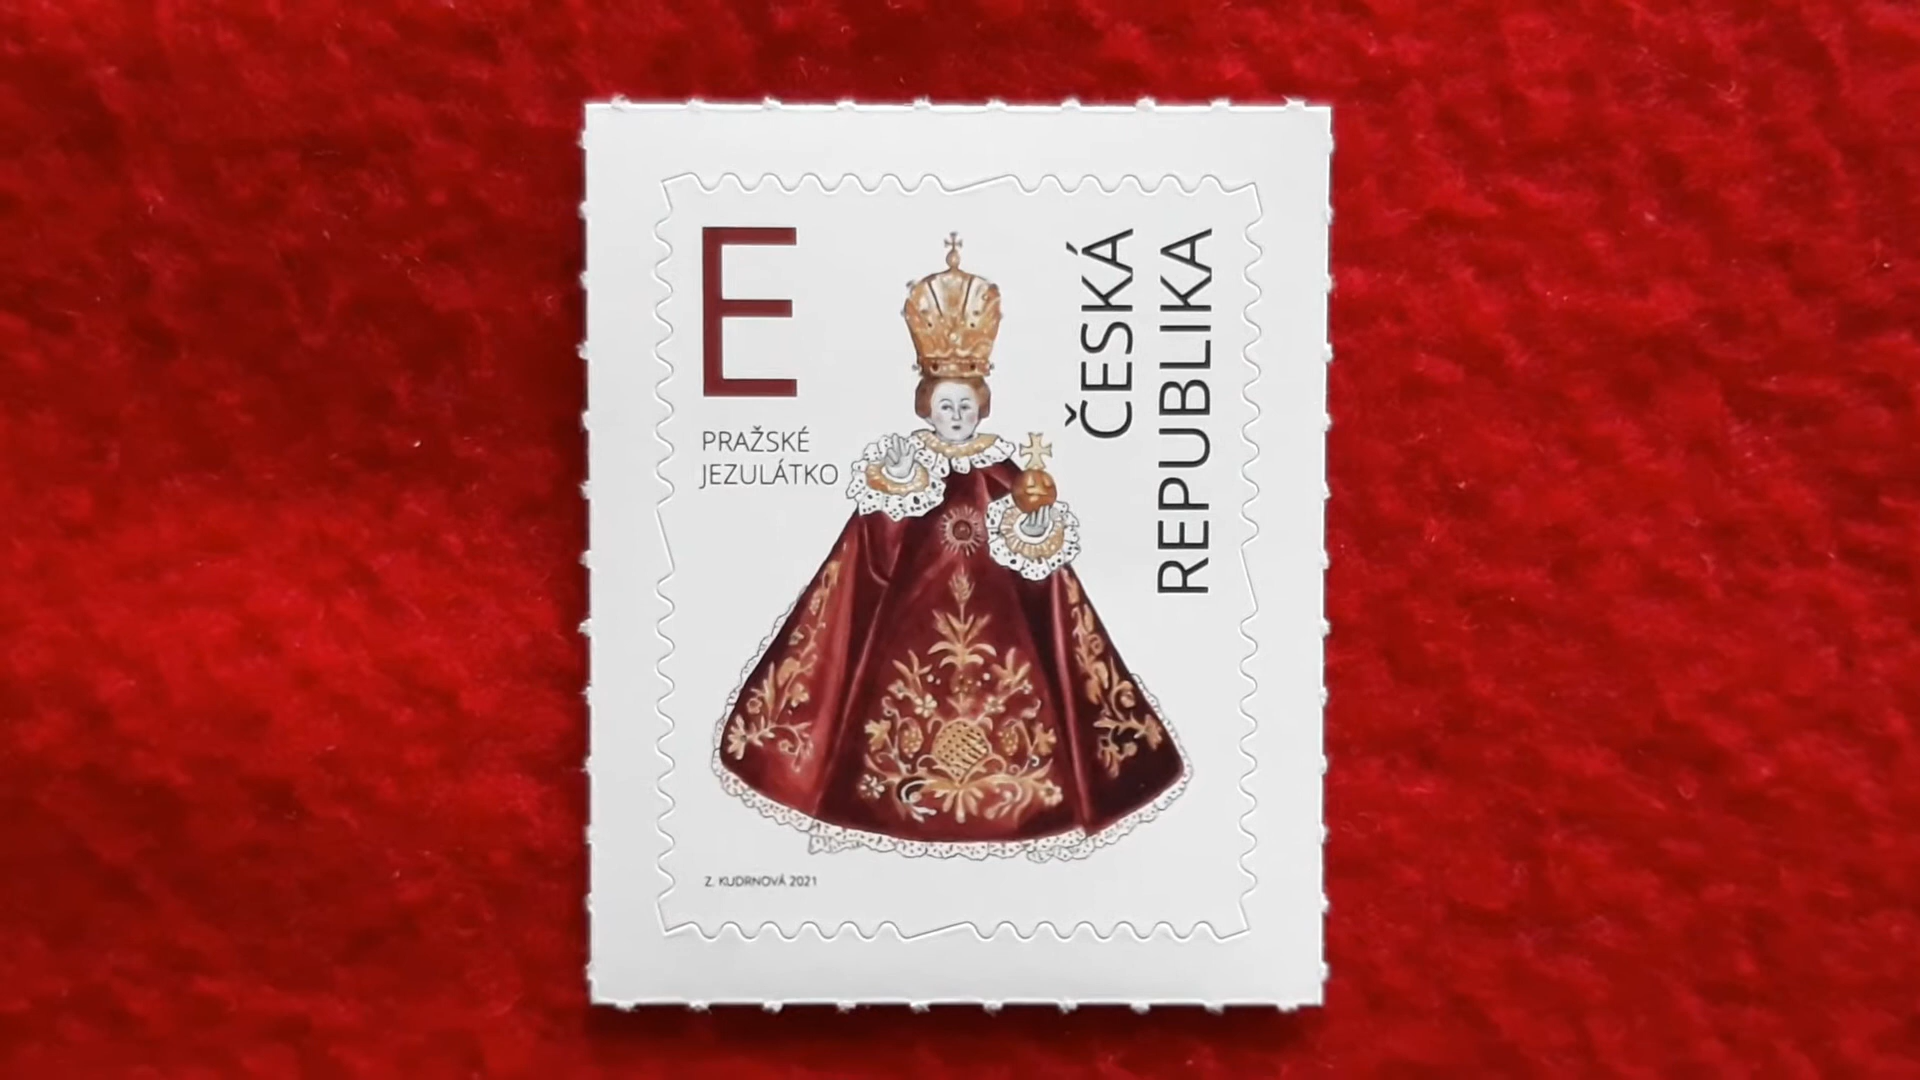 E
PRAŽSKÉ
JEZULÁTKO
ČESKÁ
REPUBLIKA
Z. KUDRNOVÁ 2021